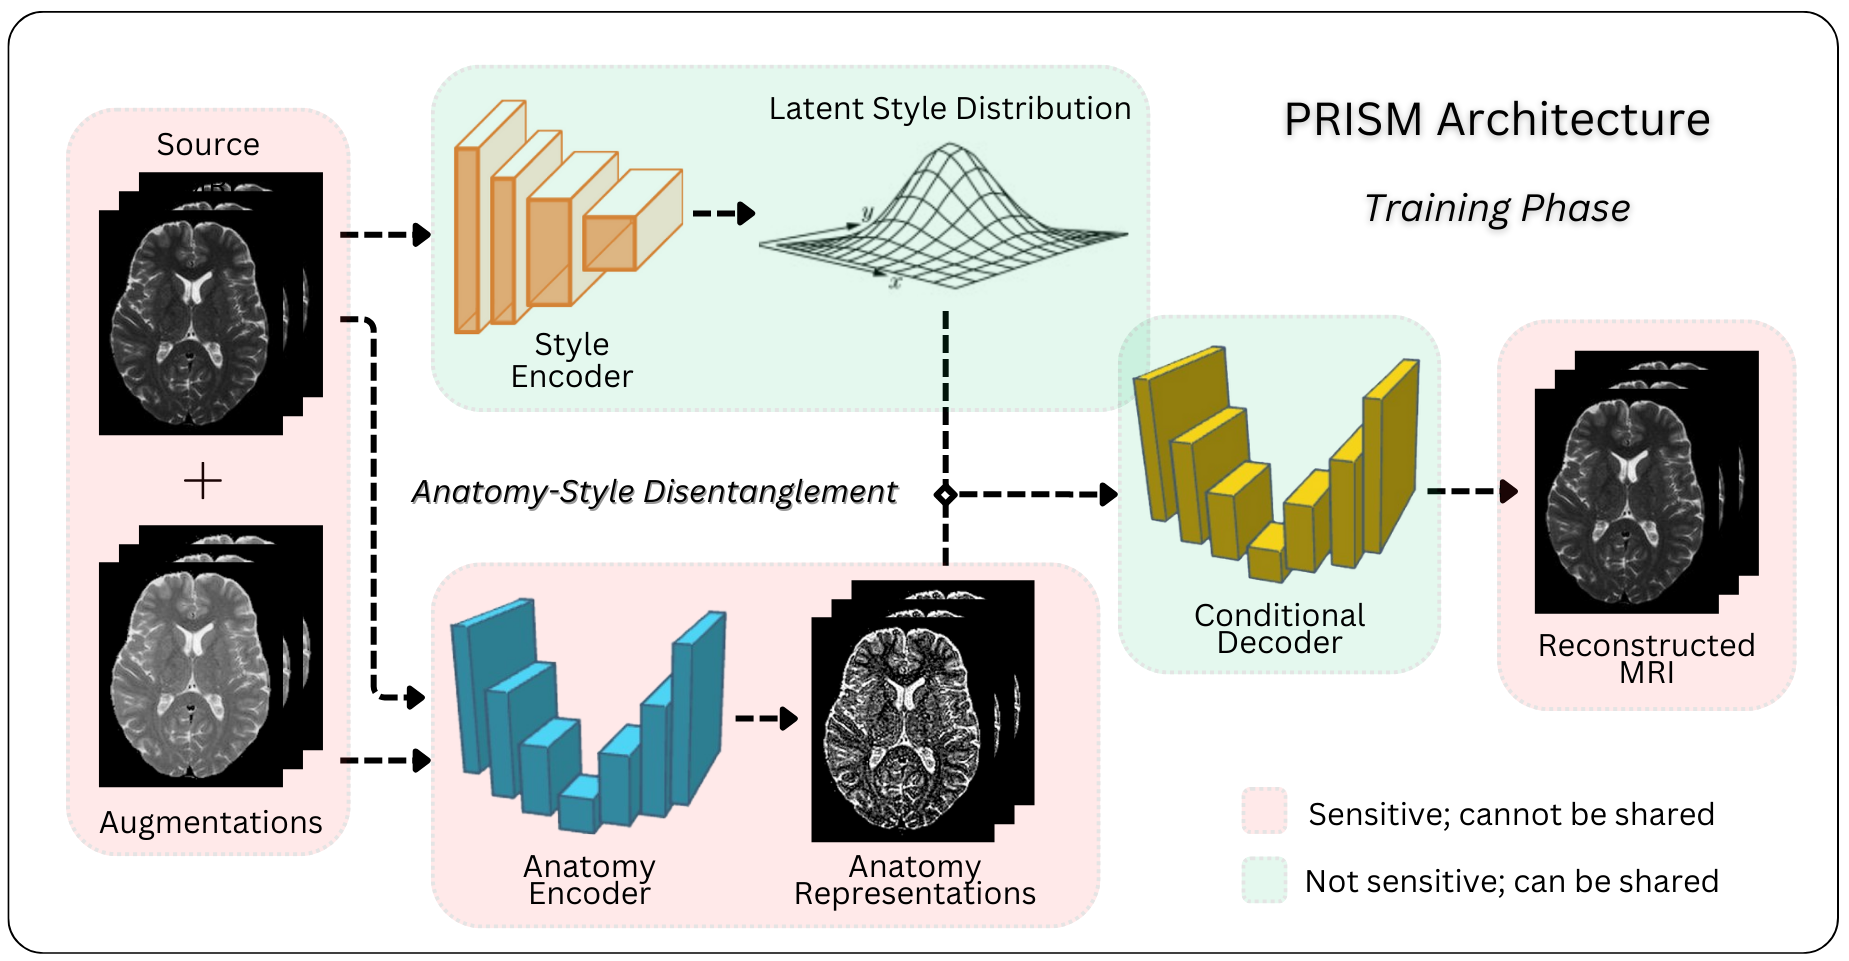 PRISM Architecture
Training Phase
Source
Augmentations
Latent Style Distribution
y
x
Style
Encoder
Anatomy-Style Disentanglement
Anatomy
Encoder
Anatomy
Representations
Conditional
Decoder
Reconstructed
MRI
Sensitive; cannot be shared
Not sensitive; can be shared